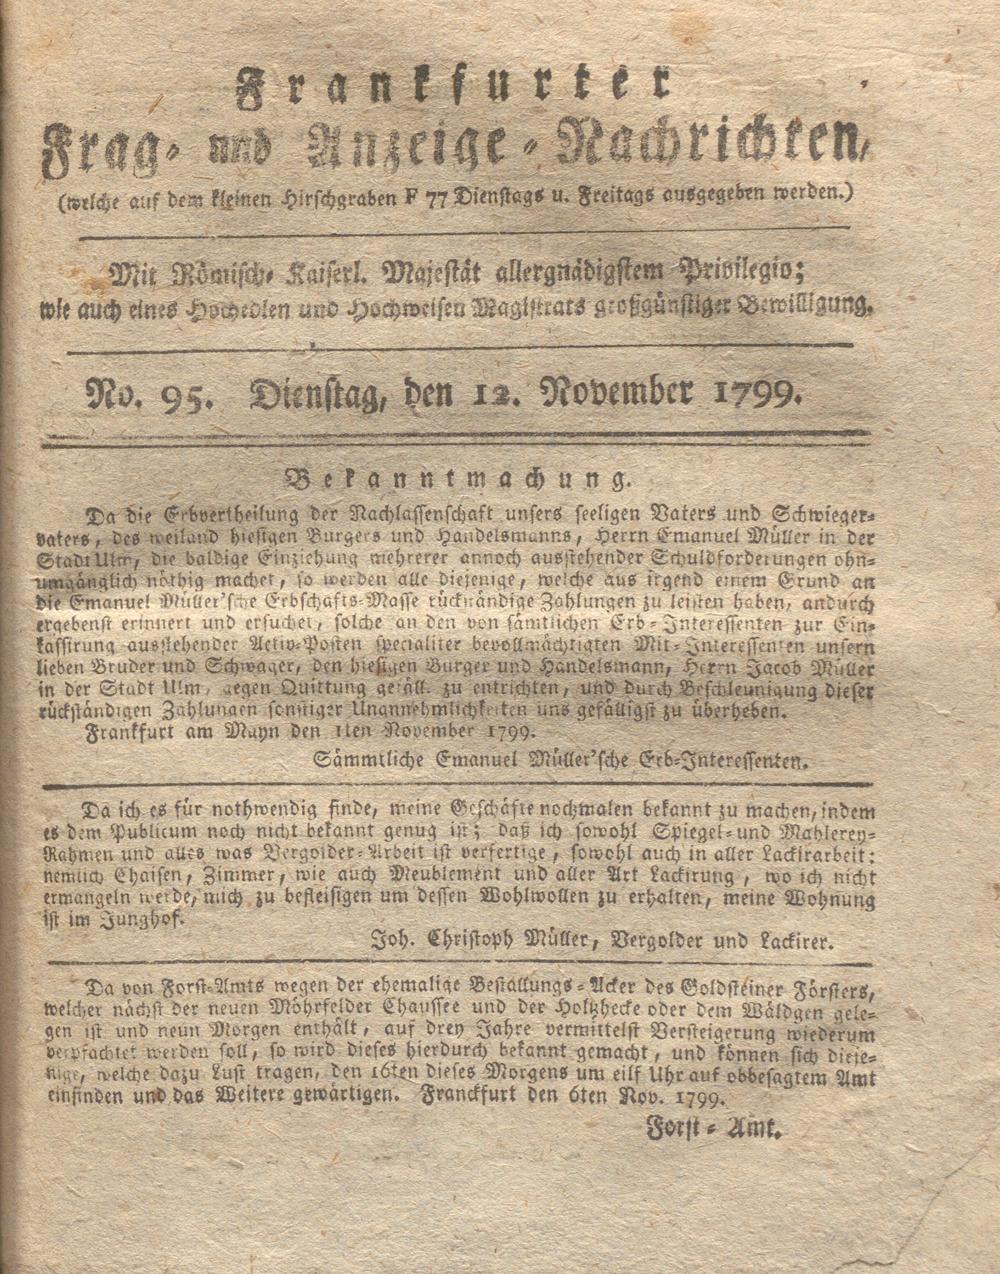 Frankfurter
Frag- und Anzeige-Nachrichten,
(welche auf dem kleinen Hirschgraben F 77 Dienstags u. Freitags ausgegeben werden.)
Mit Römisch- Kaiserl. Majestät allergnädigstem Privilegio;
wie auch eines Hochedlen und Hochweisen Magistrats großgünstiger Bewilligung.
No. 95. Dienstag, den 12. November 1799.
Bekanntmachung.
Da die Erbvertheilung der Nachlassenschaft unsers seeligen Vaters und Schwieger-
vaters, des weiland hiesigen Burgers und Handelsmanns, Herrn Emanuel Müller in der
Stadt Ulm, die baldige Einziehung mehrerer annoch ausstehender Schuldforderungen ohn-
umgänglich nöthig machet, so werden alle diejenige, welche aus irgend einem Grund an
die Emanuel Müller'sche Erbschafts-Masse rückständige Zahlungen zu leisten haben, andurch
ergebenst erinnert und ersuchet, solche an den von sämtlichen Erb-Interessenten zur Ein-
kassirung ausstehender Activ-Posten specialiter bevollmächtigten Mit-Interessenten unsern
lieben Bruder und Schwager, den hiesigen Burger und Handelsmann, Herrn Jacob Müller
in der Stadt Ulm, gegen Quittung gefäll. zu entrichten, und durch Beschleunigung dieser
rückständigen Zahlungen sonstiger Unannehmlichkeiten uns gefälligst zu überheben.
Frankfurt am Mayn den 11en November 1799.
Sämmtliche Emanuel Müller'sche Erb-Interessenten.
Da ich es für nothwendig finde, meine Geschäfte nochmalen bekannt zu machen, indem
es dem Publicum noch nicht bekannt genug ist; daß ich sowohl Spiegel- und Mahlerey-
Rahmen und alles was Vergolder-Arbeit ist verfertige, sowohl auch in aller Lackirarbeit:
nemlich Chaisen, Zimmer, wie auch Meublement und aller Art Lackirung, wo ich nicht
ermangeln werde, mich zu befleisigen um dessen Wohlwollen zu erhalten, meine Wohnung
ist im Junghof.
Joh. Christoph Müller, Vergolder und Lackirer.
Da von Forst-Amts wegen der ehemalige Bestallungs-Acker des Goldsteiner Försters,
welcher nächst der neuen Möhrfelder Chaussee und der Holtzhecke oder dem Wäldgen gele-
gen ist und neun Morgen enthält, auf drey Jahre vermittelst Versteigerung wiederum
verpfachtet werden soll, so wird dieses hierdurch bekannt gemacht, und können sich dieje-
nige, welche dazu Lust tragen, den 16ten dieses Morgens um eilf Uhr auf obbesagtem Amt
einfinden und das Weitere gewärtigen. Franckfurt den 6ten Nov. 1799.
Forst-Amt.